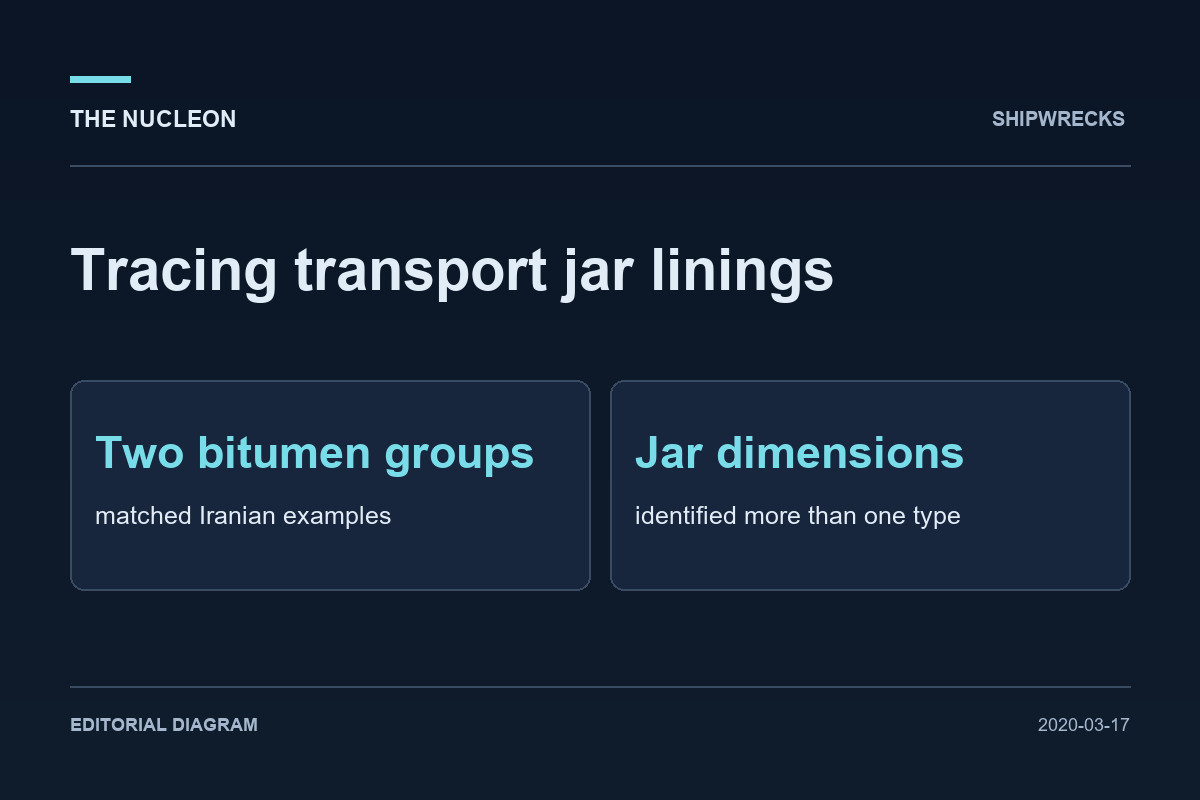 THE NUCLEON
SHIPWRECKS
Tracing transport jar linings
Two bitumen groups
matched Iranian examples
Jar dimensions
identified more than one type
EDITORIAL DIAGRAM
2020-03-17